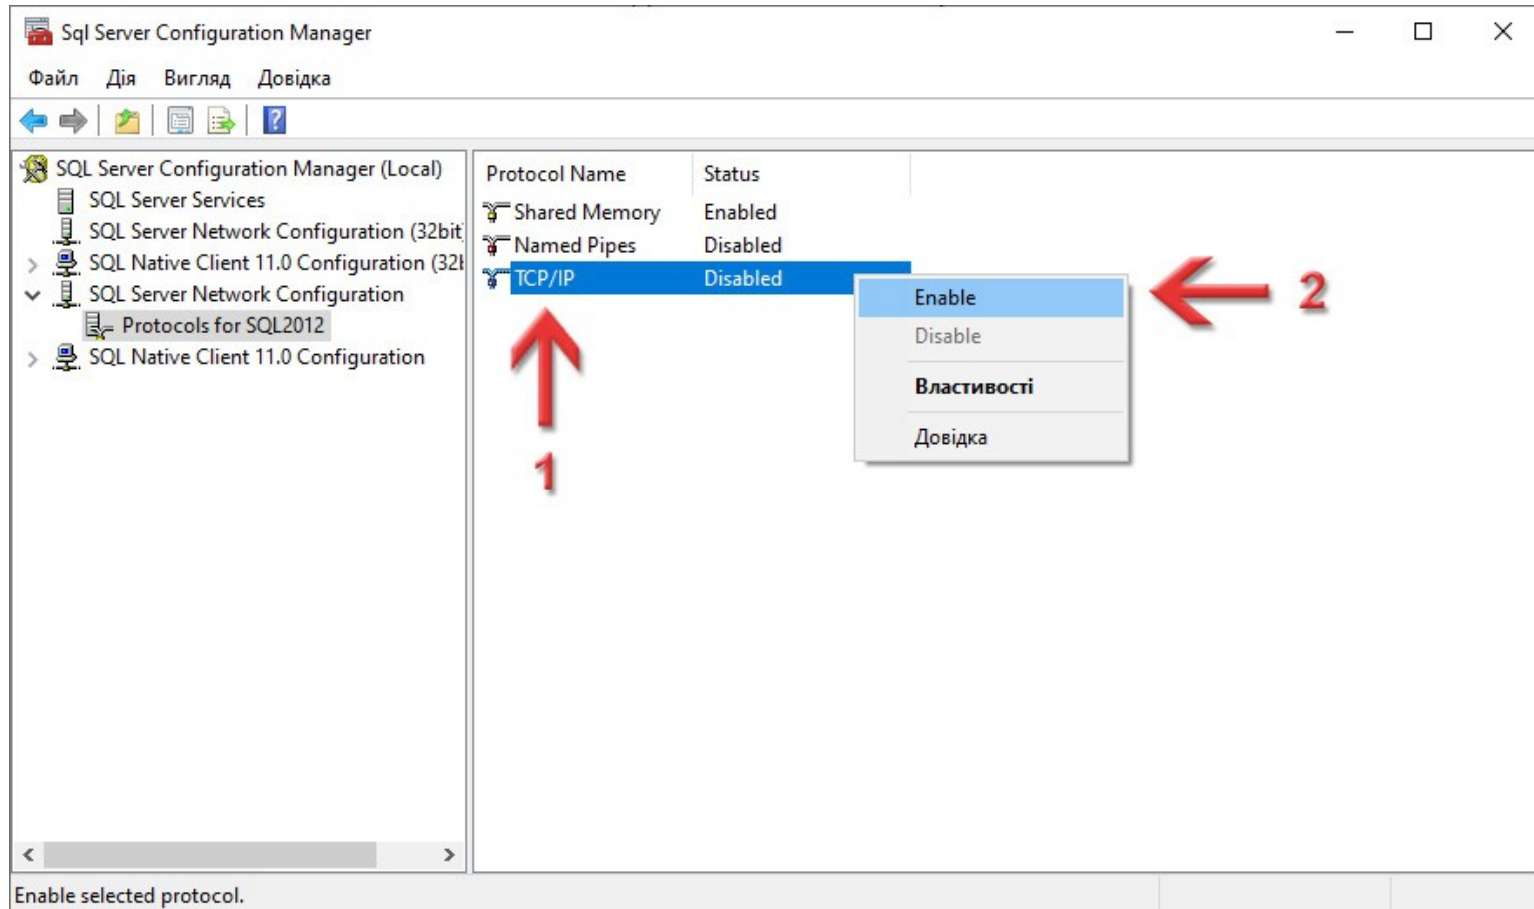 Sql Server Configuration Manager
Файл Дія Вигляд Довідка
SQL Server Configuration Manager (Local)
SQL Server Services
SQL Server Network Configuration (32bit
SQL Native Client 11.0 Configuration (32b
SQL Server Network Configuration
Protocols for SQL2012
SQL Native Client 11.0 Configuration
Protocol Name Status
Shared Memory Enabled
Named Pipes Disabled
TCP/IP Disabled
Enable
Disable
Властивості
Довідка
1
2
Enable selected protocol.